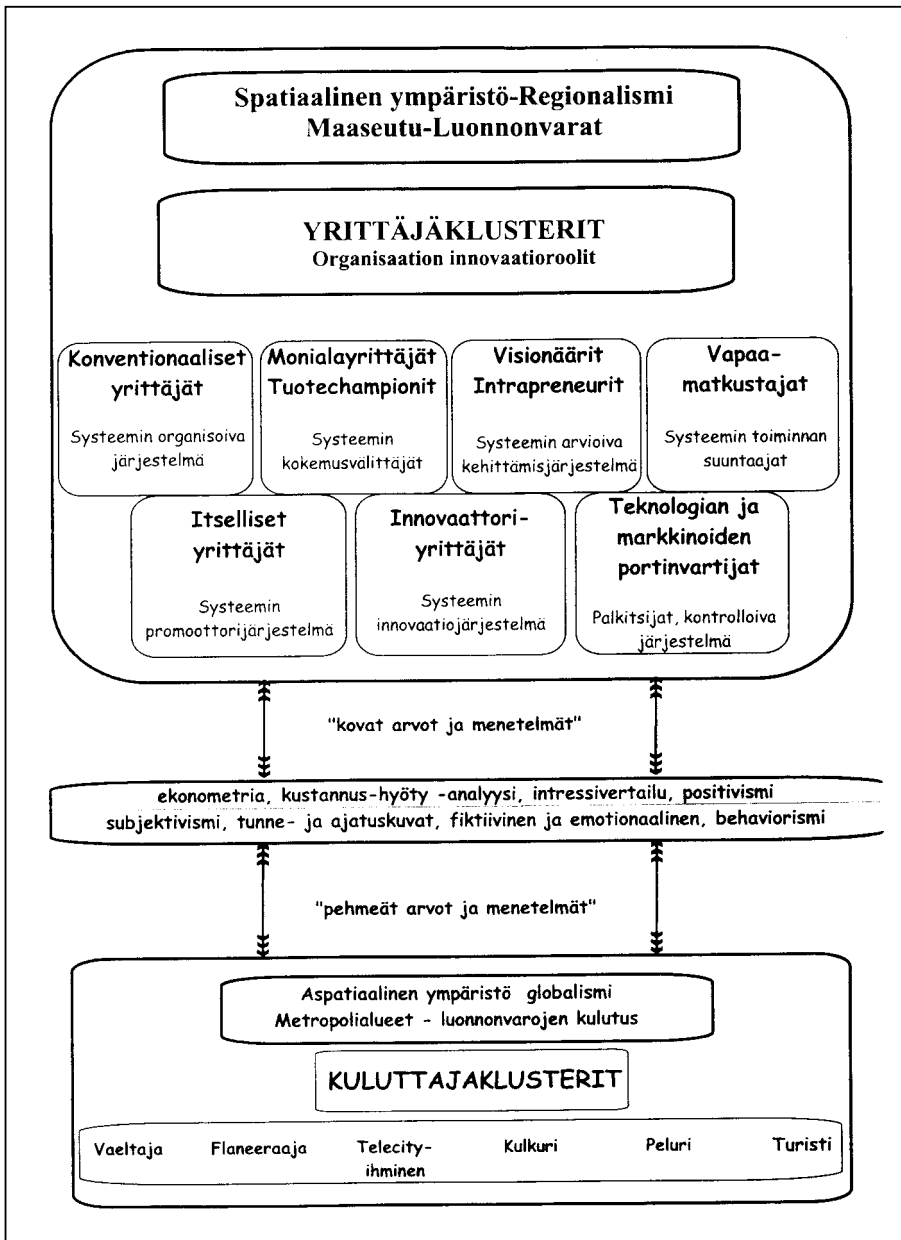 Spatiaalinen ympäristö-Regionalismi
Maaseutu-Luonnonvarat
YRITTÄJÄKLUSTERIT
Organisaation innovaatioroolit
Konventionaaliset
yrittäjät
Systeemin organisoiva
järjestelmä
Monialayrittäjät
Tuotechampionit
Systeemin
kokemusvälittäjät
Visionäärit
Intrapreneurit
Systeemin arvioiva
kehittämisjärjestelmä
Vapaa-
matkustajat
Systeemin toiminnan
suuntaajat
Itselliset
yrittäjät
Systeemin
promoottorijärjestelmä
Innovaattori-
yrittäjät
Systeemin
innovaatiojärjestelmä
Teknologian ja
markkinoiden
portinvartijat
Palkitsijat, kontrolloiva
järjestelmä
"kovat arvot ja menetelmät"
ekonometria, kustannus-hyöty -analyysi, intressivertailu, positivismi
subjektivismi, tunne- ja ajatuskuvat, fiktiivinen ja emotionaalinen, behaviorismi
"pehmeät arvot ja menetelmät"
Aspatiaalinen ympäristö globalismi
Metropolialueet - luonnonvarojen kulutus
KULUTTAJAKLUSTERIT
Vaeltaja
Flaneeraaja
Telecity-
ihminen
Kulkuri
Peluri
Turisti